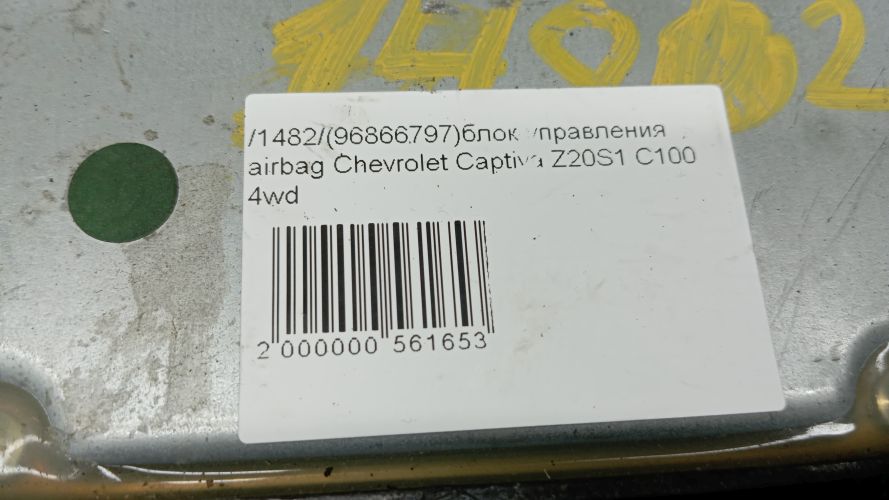 /1482/(96866797)блок управления
airbag Chevrolet Captiva Z20S1 C100
4wd
2 000000 561653